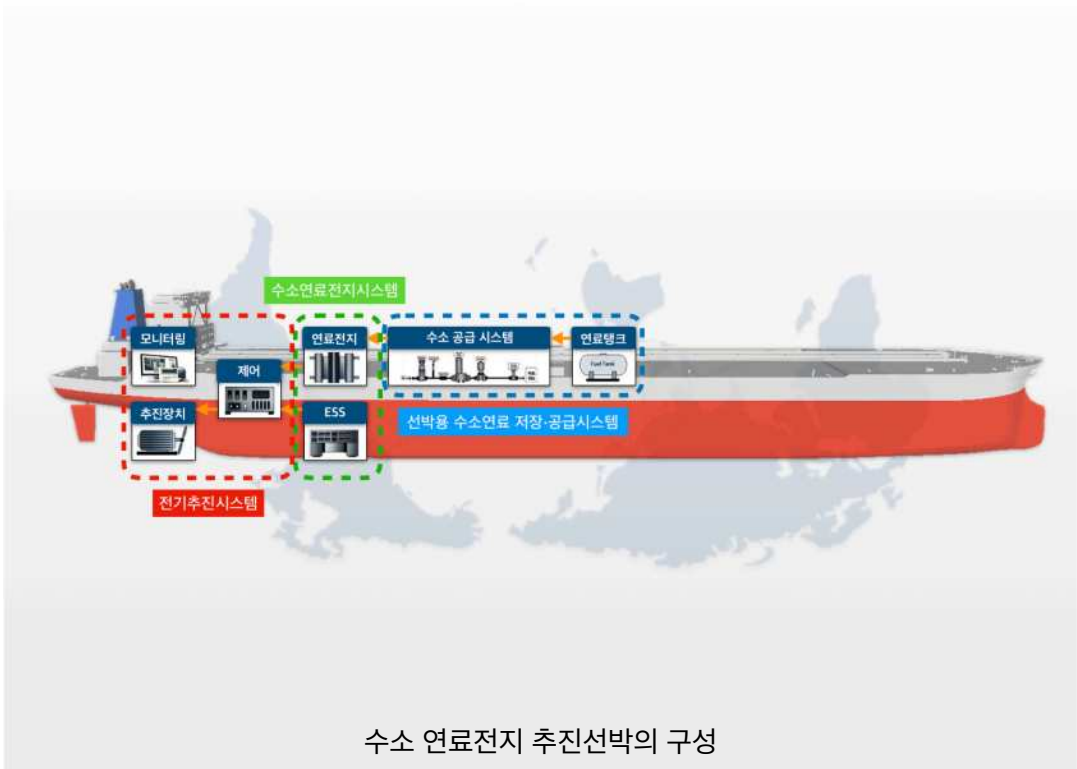 수소연료전지시스템
모니터링
연료전지
수소 공급 시스템
연료탱크
Fuel Tank
제어
추진장치
ESS
선박용 수소연료 저장·공급시스템
전기추진시스템
수소 연료전지 추진선박의 구성